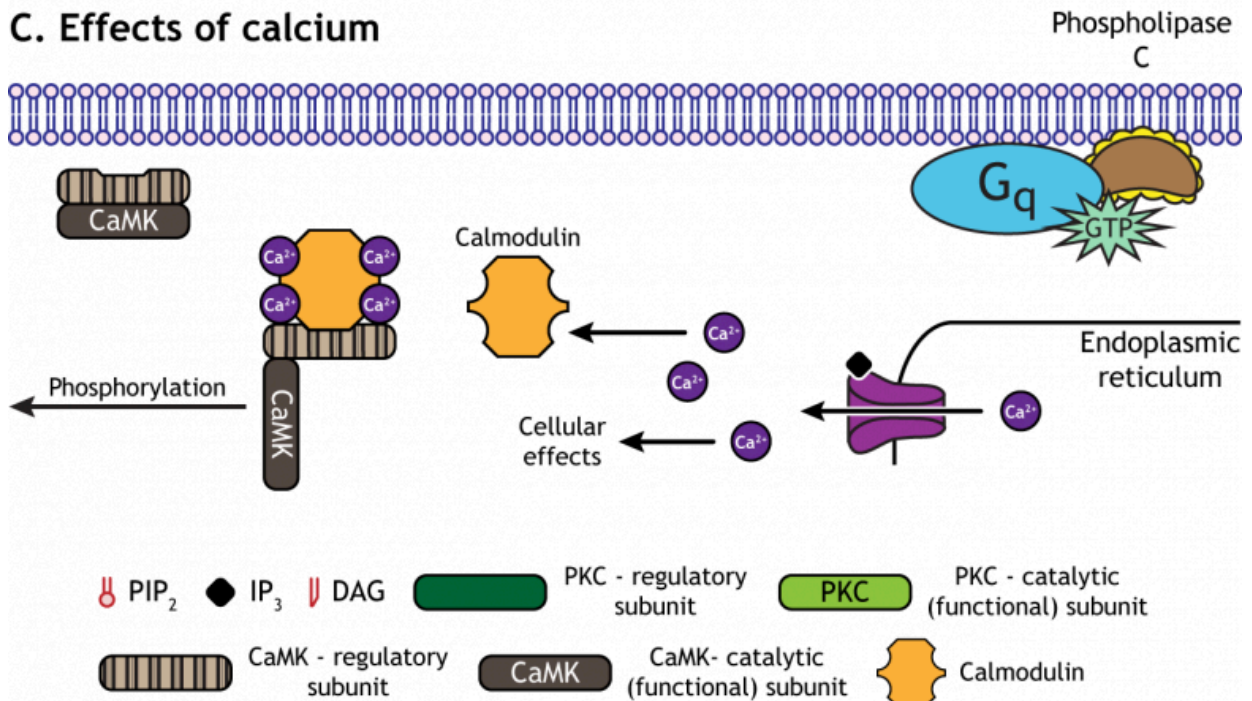 C. Effects of calcium
Phospholipase
C
Gq
GTP
CaMK
Ca²⁺
Ca²⁺
Ca²⁺
Ca²⁺
Calmodulin
Ca²⁺
Ca²⁺
Ca²⁺
Endoplasmic
reticulum
Ca²⁺
Phosphorylation
CaMK
Cellular
effects
PIP₂
IP₃
DAG
PKC - regulatory
subunit
PKC
PKC - catalytic
(functional) subunit
CaMK - regulatory
subunit
CaMK
CaMK- catalytic
(functional) subunit
Calmodulin